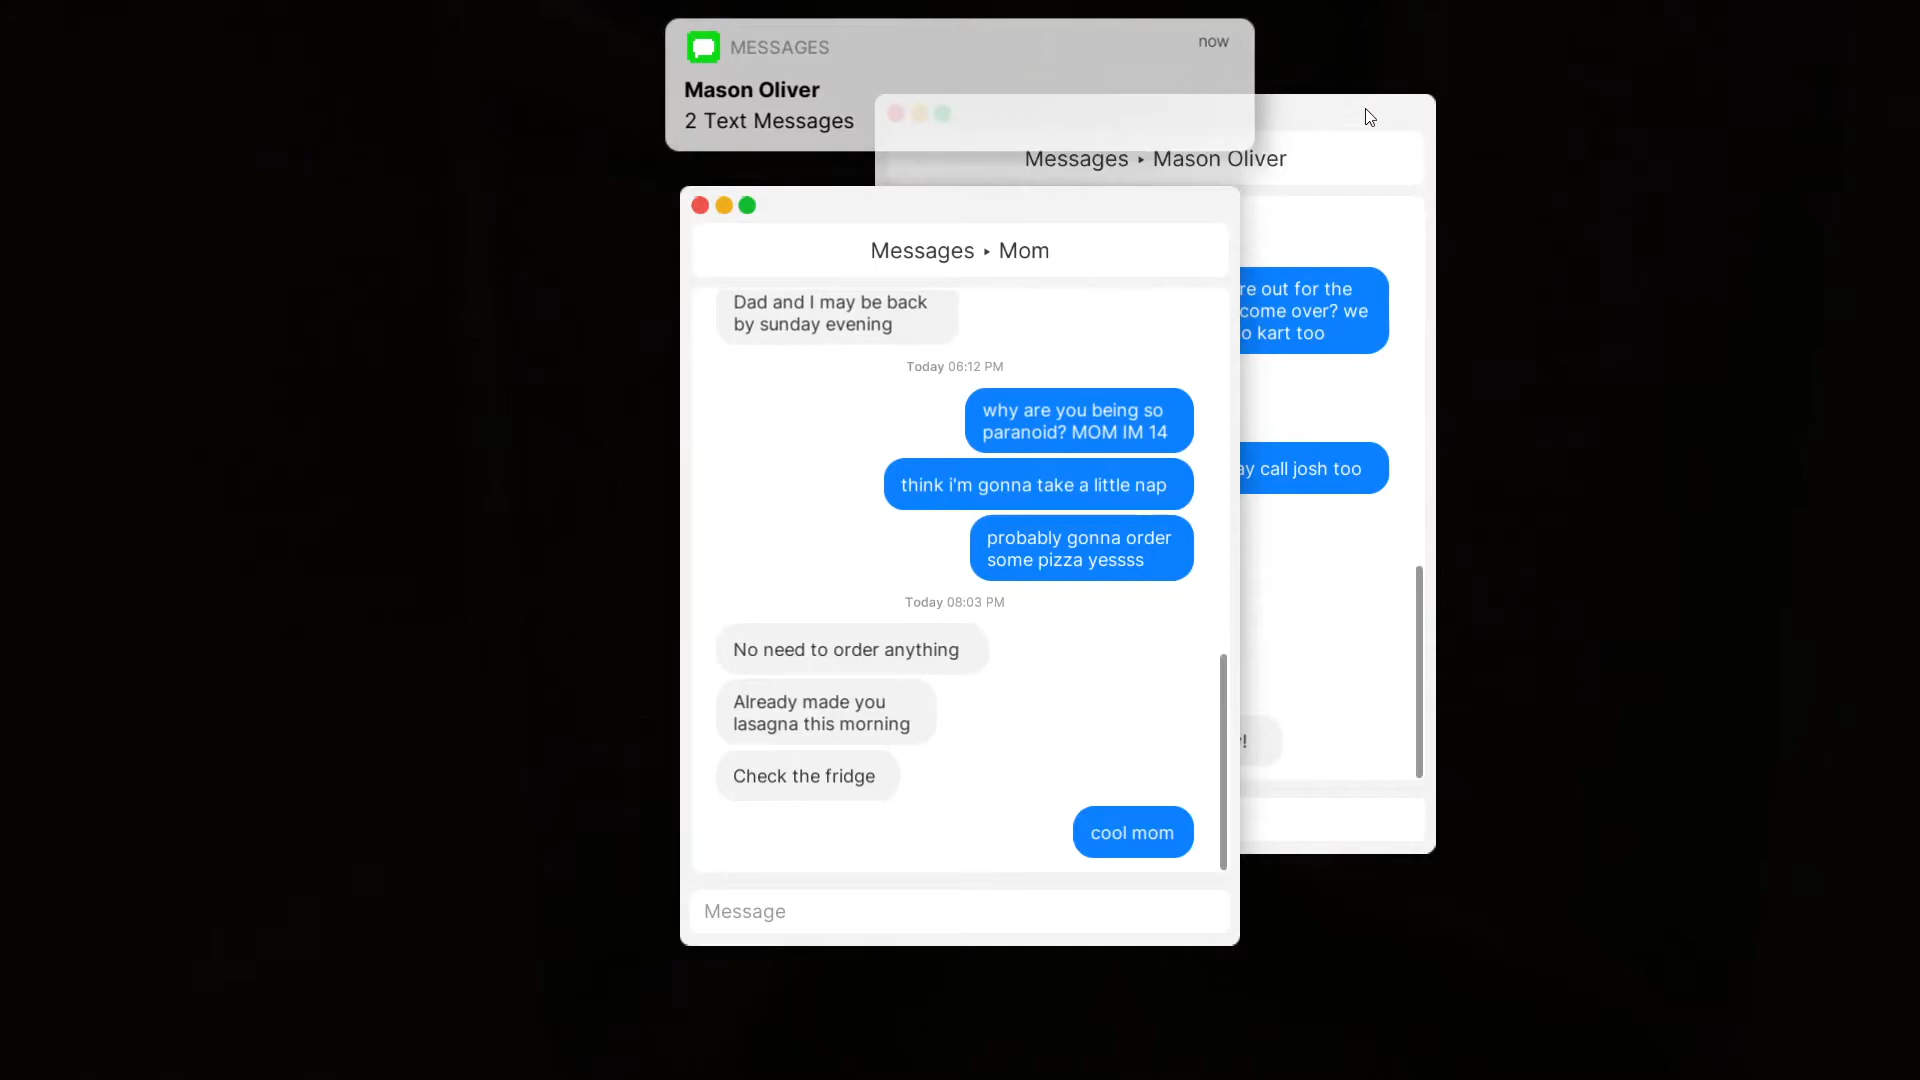 MESSAGES
now
Mason Oliver
2 Text Messages
Messages ‣ Mason Oliver
Messages ‣ Mom
Dad and I may be back
by sunday evening
Today 06:12 PM
why are you being so
paranoid? MOM IM 14
think i'm gonna take a little nap
probably gonna order
some pizza yessss
Today 08:03 PM
No need to order anything
Already made you
lasagna this morning
Check the fridge
cool mom
Message
out for the
come over? we
kart too
call josh too